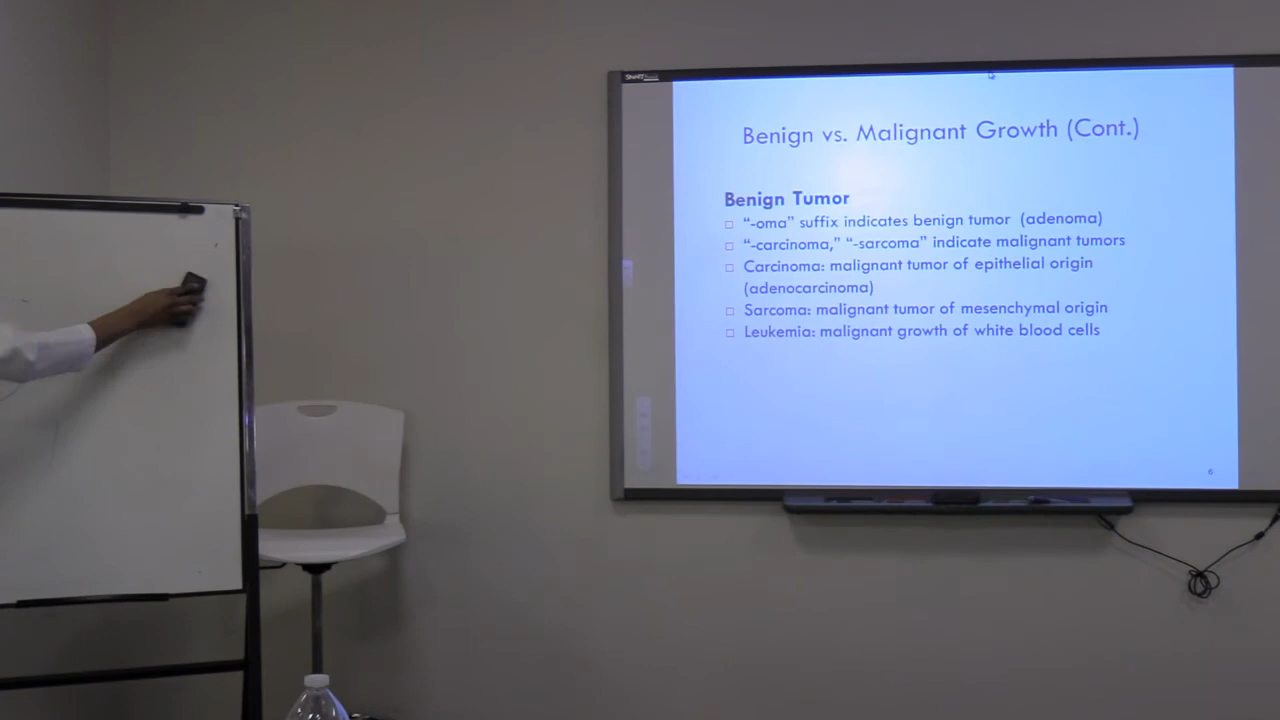 SMART
Benign vs. Malignant Growth (Cont.)
Benign Tumor
□ “-oma” suffix indicates benign tumor (adenoma)
□ “-carcinoma,” “-sarcoma” indicate malignant tumors
□ Carcinoma: malignant tumor of epithelial origin
(adenocarcinoma)
□ Sarcoma: malignant tumor of mesenchymal origin
□ Leukemia: malignant growth of white blood cells
6